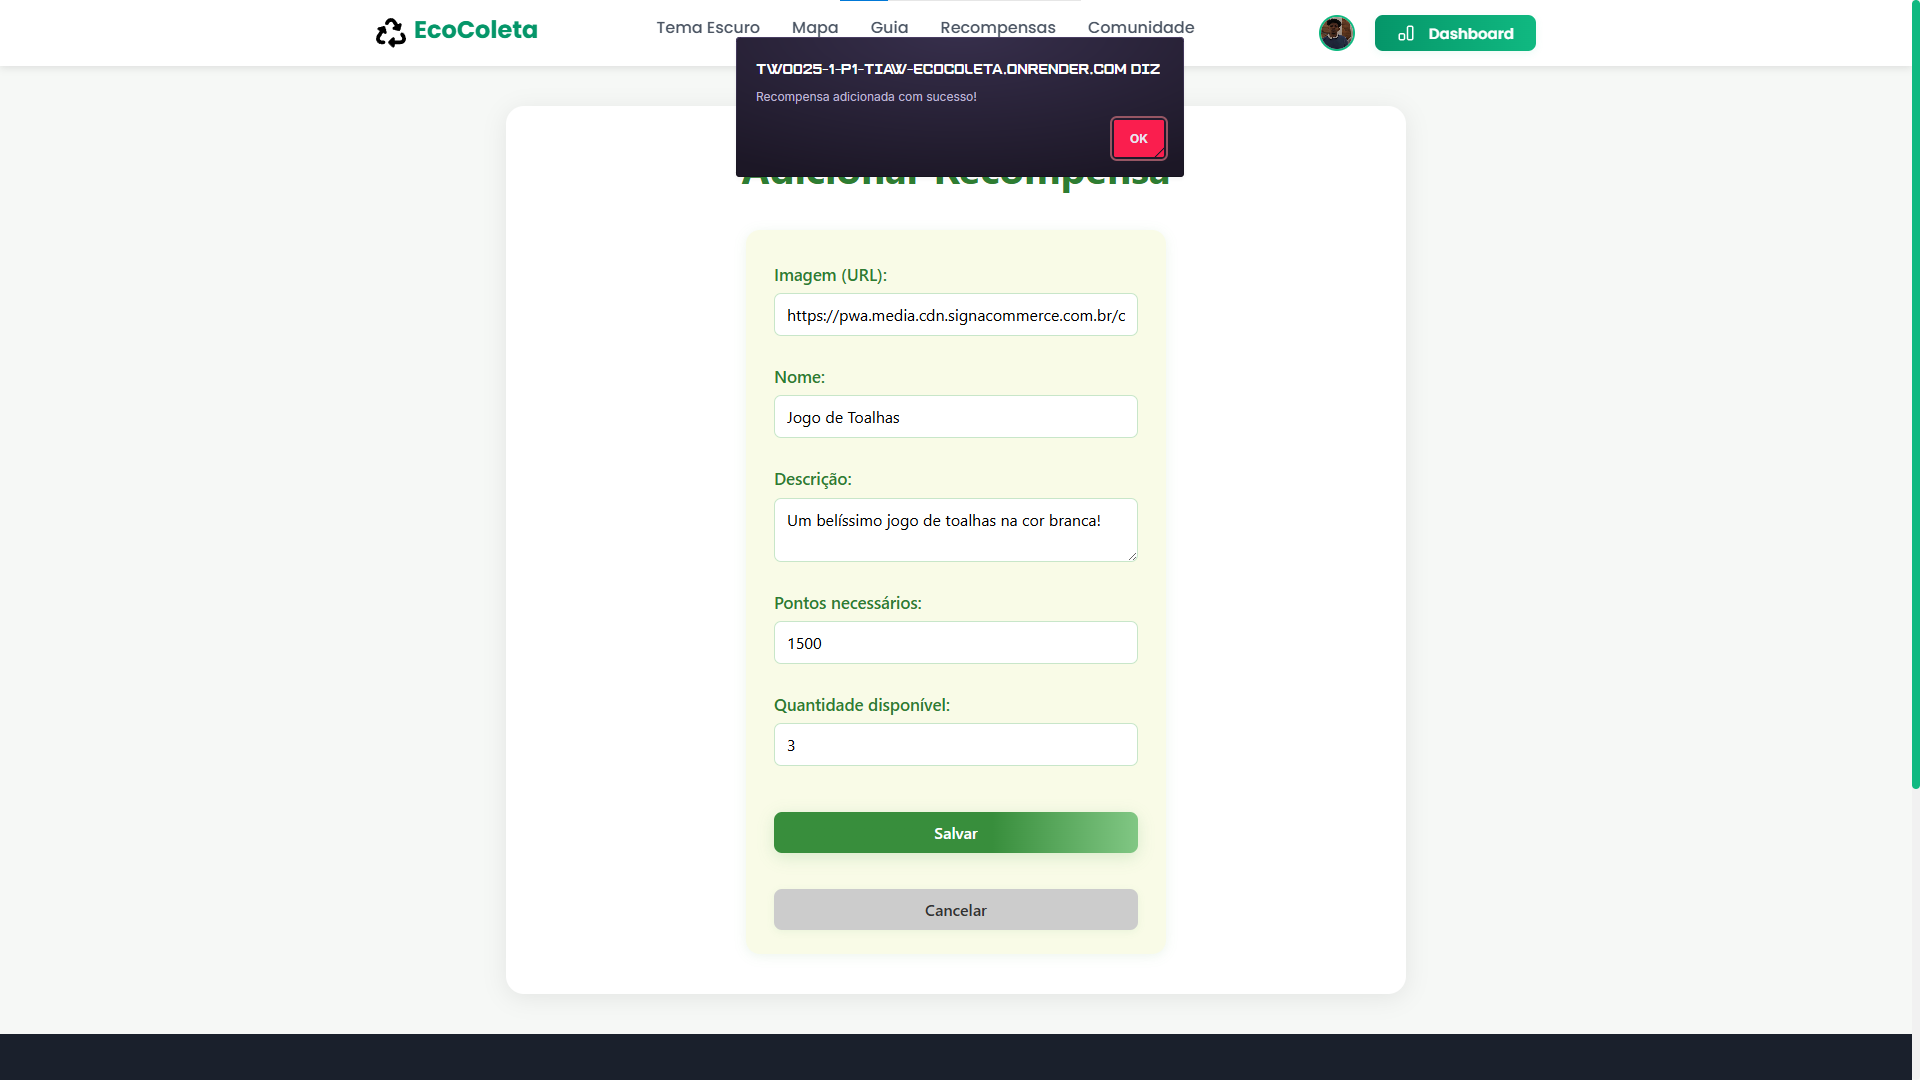 EcoColeta
Tema Escuro
Mapa
Guia
Recompensas
Comunidade
Dashboard
TW0025-1-P1-TIAW-ECOCOLETA.ONRENDER.COM DIZ
Recompensa adicionada com sucesso!
OK
Adicionar Recompensa
Imagem (URL):
https://pwa.media.cdn.signacommerce.com.br/c
Nome:
Jogo de Toalhas
Descrição:
Um belíssimo jogo de toalhas na cor branca!
Pontos necessários:
1500
Quantidade disponível:
3
Salvar
Cancelar